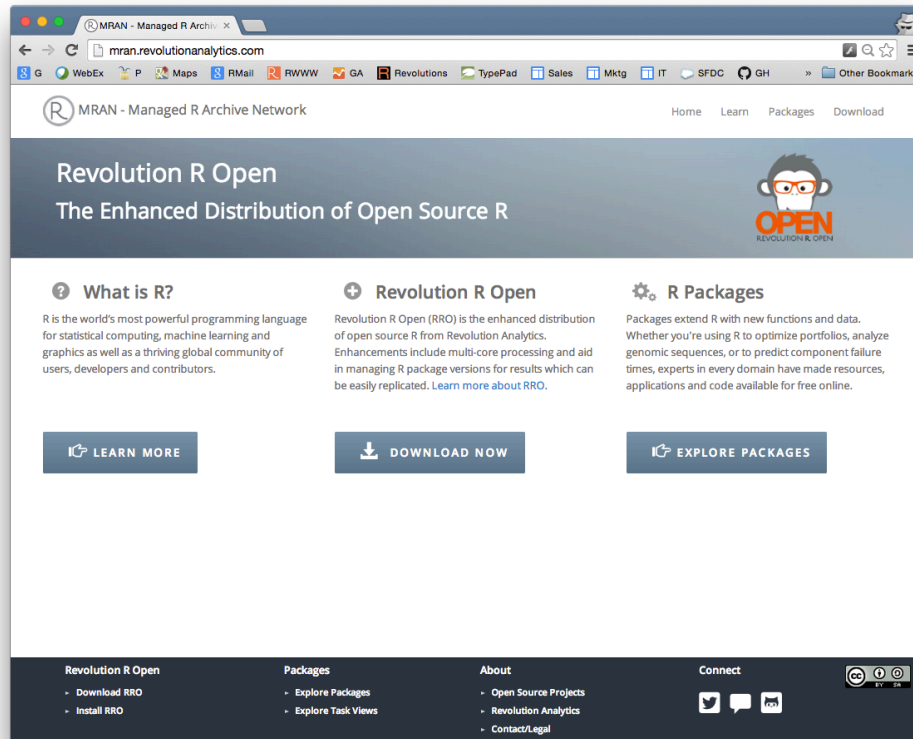 MRAN - Managed R Archiv
mran.revolutionanalytics.com
G WebEx P Maps RMail RWWW GA Revolutions TypePad Sales Mktg IT SFDC GH » Other Bookmark
R MRAN - Managed R Archive Network
Home Learn Packages Download
Revolution R Open
The Enhanced Distribution of Open Source R
OPEN
REVOLUTION R OPEN
What is R?
R is the world's most powerful programming language
for statistical computing, machine learning and
graphics as well as a thriving global community of
users, developers and contributors.
LEARN MORE
Revolution R Open
Revolution R Open (RRO) is the enhanced distribution
of open source R from Revolution Analytics.
Enhancements include multi-core processing and aid
in managing R package versions for results which can
be easily replicated. Learn more about RRO.
DOWNLOAD NOW
R Packages
Packages extend R with new functions and data.
Whether you're using R to optimize portfolios, analyze
genomic sequences, or to predict component failure
times, experts in every domain have made resources,
applications and code available for free online.
EXPLORE PACKAGES
Revolution R Open
Download RRO
Install RRO
Packages
Explore Packages
Explore Task Views
About
Open Source Projects
Revolution Analytics
Contact/Legal
Connect
cc
BY SA